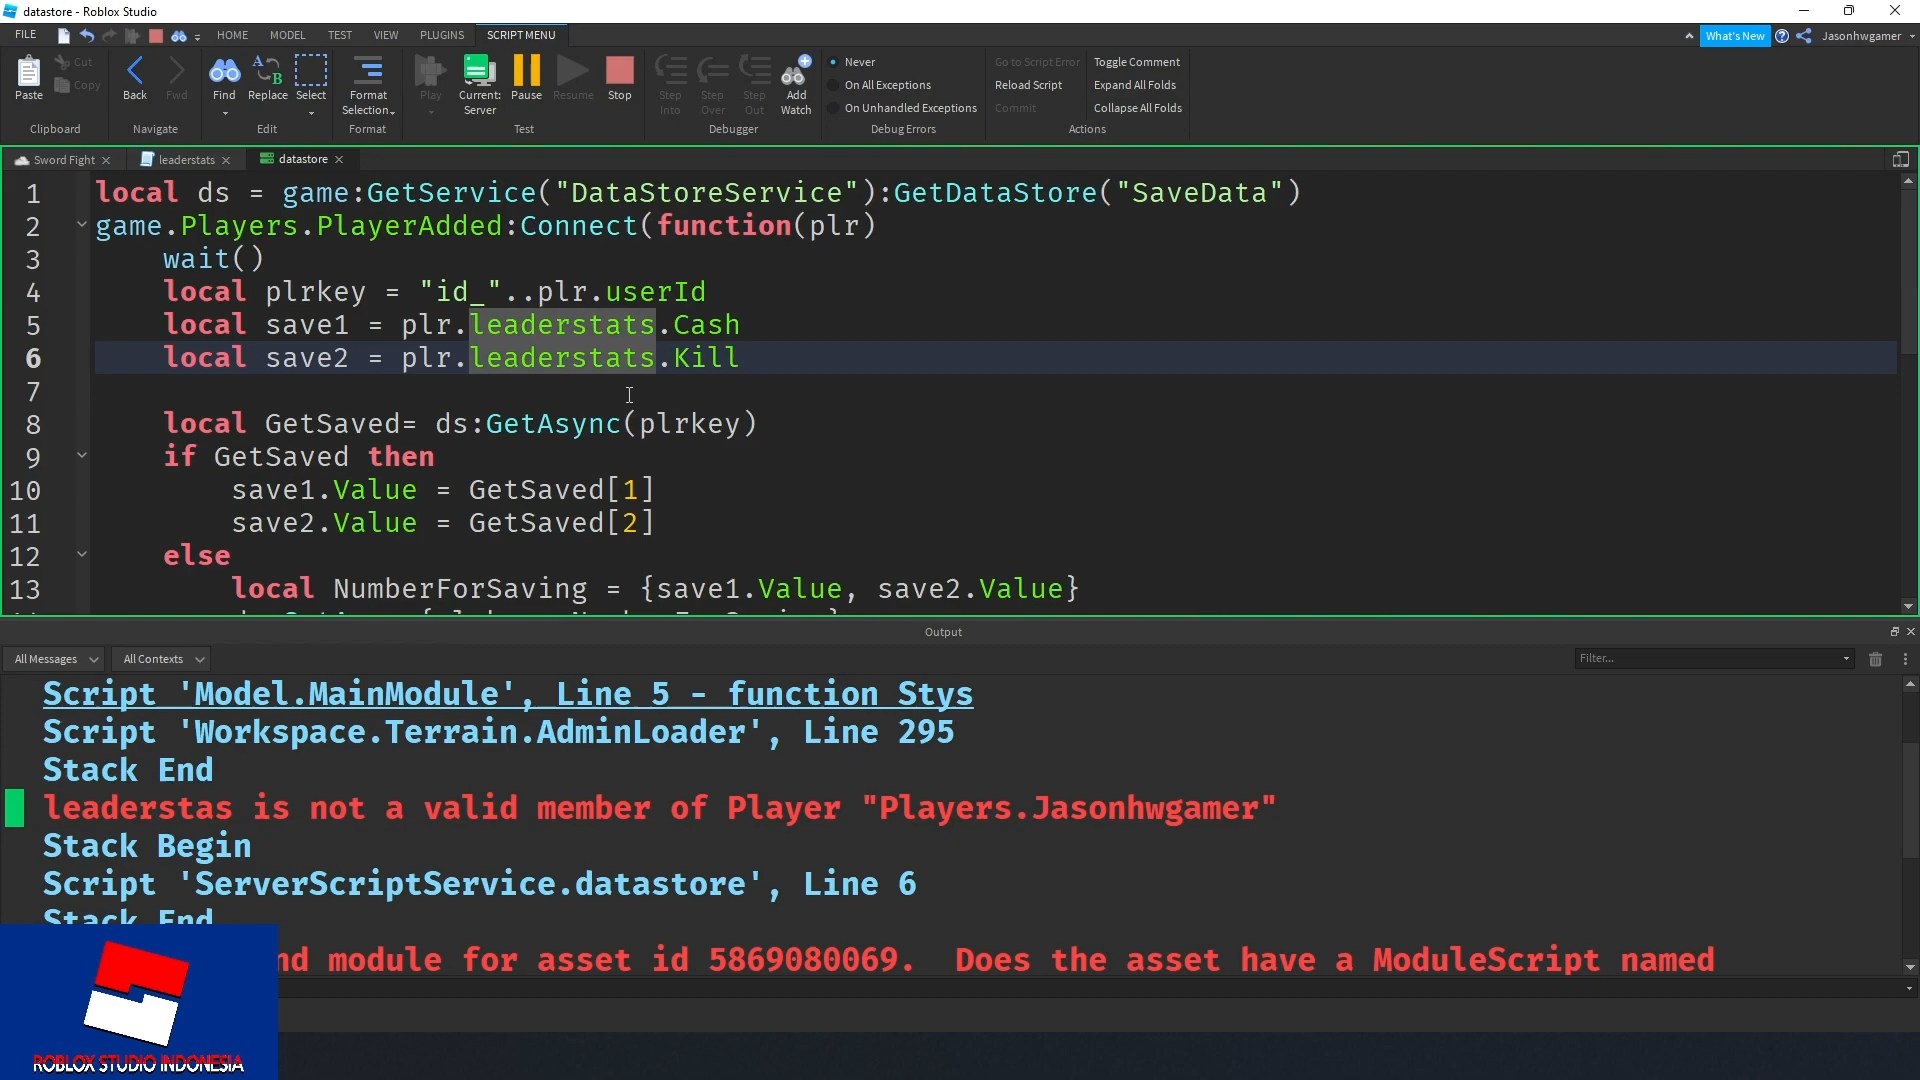 datastore - Roblox Studio
FILE HOME MODEL TEST VIEW PLUGINS SCRIPT MENU What's New Jasonhwgamer
Paste Cut Copy Back Fwd Find Replace Select Format Selection Play Current: Server Pause Resume Stop Step Into Step Over Step Out Add Watch
Never Go to Script Error Toggle Comment
On All Exceptions Reload Script Expand All Folds
On Unhandled Exceptions Commit Collapse All Folds
Clipboard Navigate Edit Format Test Debugger Debug Errors Actions
Sword Fight leaderstats datastore
1 local ds = game:GetService("DataStoreService"):GetDataStore("SaveData")
2 game.Players.PlayerAdded:Connect(function(plr)
3 wait()
4 local plrkey = "id_"..plr.userId
5 local save1 = plr.leaderstats.Cash
6 local save2 = plr.leaderstats.Kill
7
8 local GetSaved= ds:GetAsync(plrkey)
9 if GetSaved then
10 save1.Value = GetSaved[1]
11 save2.Value = GetSaved[2]
12 else
13 local NumberForSaving = {save1.Value, save2.Value}
Output
All Messages All Contexts Filter...
Script 'Model.MainModule', Line 5 - function Stys
Script 'Workspace.Terrain.AdminLoader', Line 295
Stack End
leaderstas is not a valid member of Player "Players.Jasonhwgamer"
Stack Begin
Script 'ServerScriptService.datastore', Line 6
Stack End
module for asset id 5869080069. Does the asset have a ModuleScript named
ROBLOX STUDIO INDONESIA